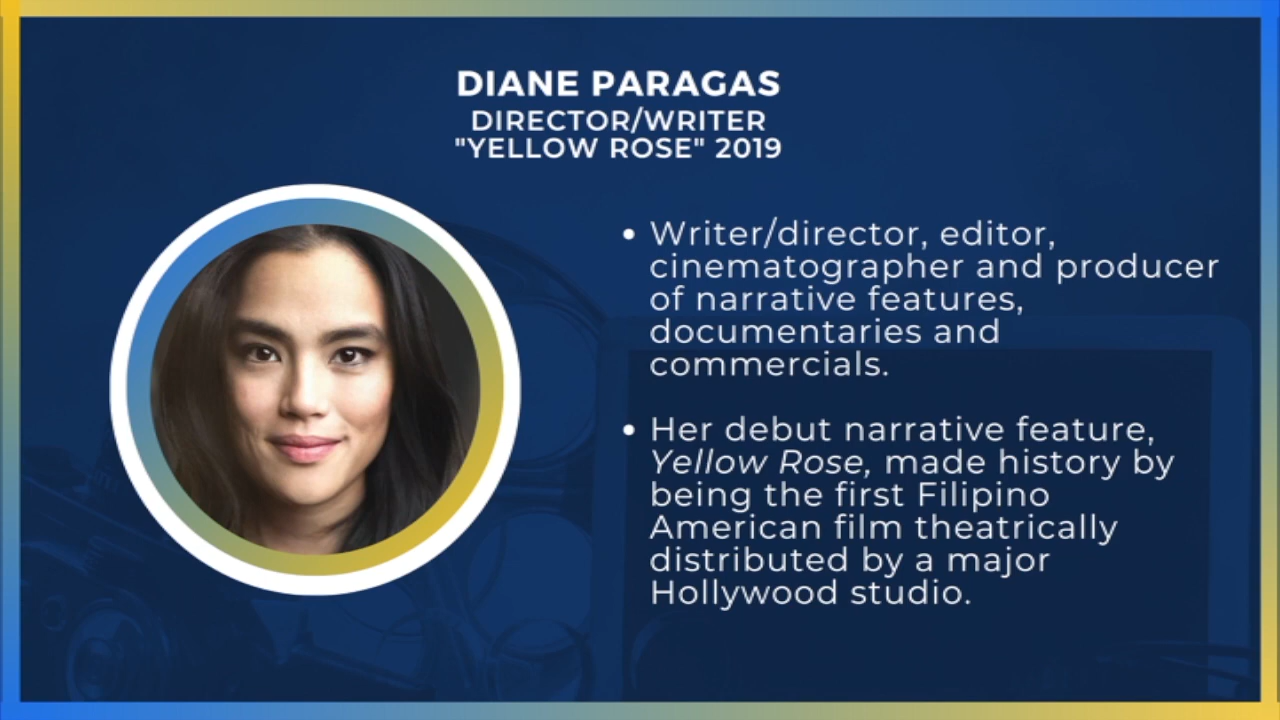 DIANE PARAGAS
DIRECTOR/WRITER
"YELLOW ROSE" 2019
• Writer/director, editor,
cinematographer and producer
of narrative features,
documentaries and
commercials.
• Her debut narrative feature,
Yellow Rose, made history by
being the first Filipino
American film theatrically
distributed by a major
Hollywood studio.